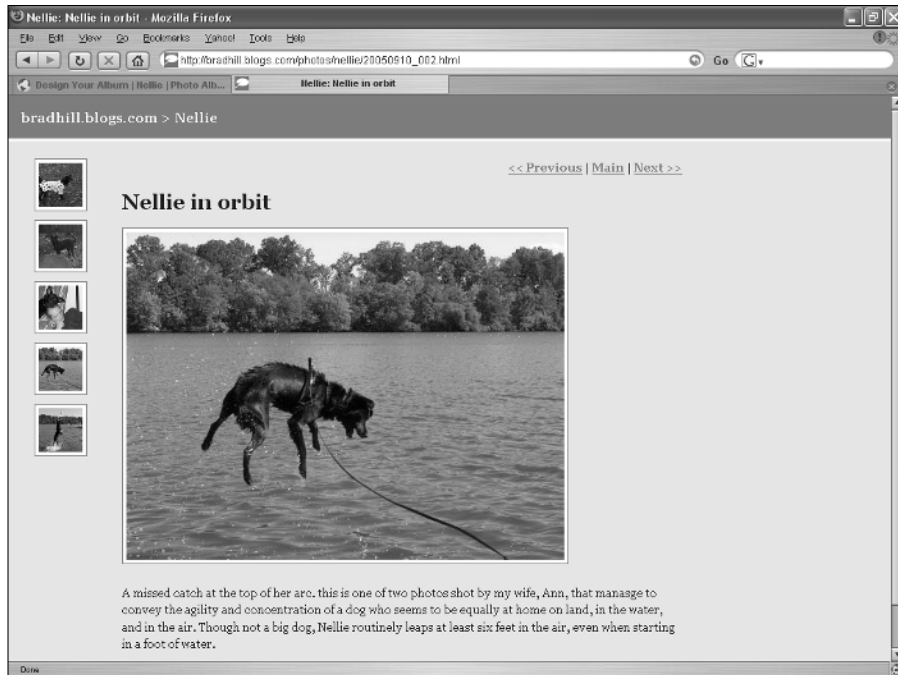 Nellie: Nellie in orbit - Mozilla Firefox
File Edit View Go Bookmarks Yahoo! Tools Help
http://bradhill.blogs.com/photos/nellie/20050910_002.html Go G
Design Your Album | Nellie | Photo Alb... Nellie: Nellie in orbit
bradhill.blogs.com > Nellie
<< Previous | Main | Next >>
Nellie in orbit
A missed catch at the top of her arc. this is one of two photos shot by my wife, Ann, that manasge to
convey the agility and concentration of a dog who seems to be equally at home on land, in the water,
and in the air. Though not a big dog, Nellie routinely leaps at least six feet in the air, even when starting
in a foot of water.
Done